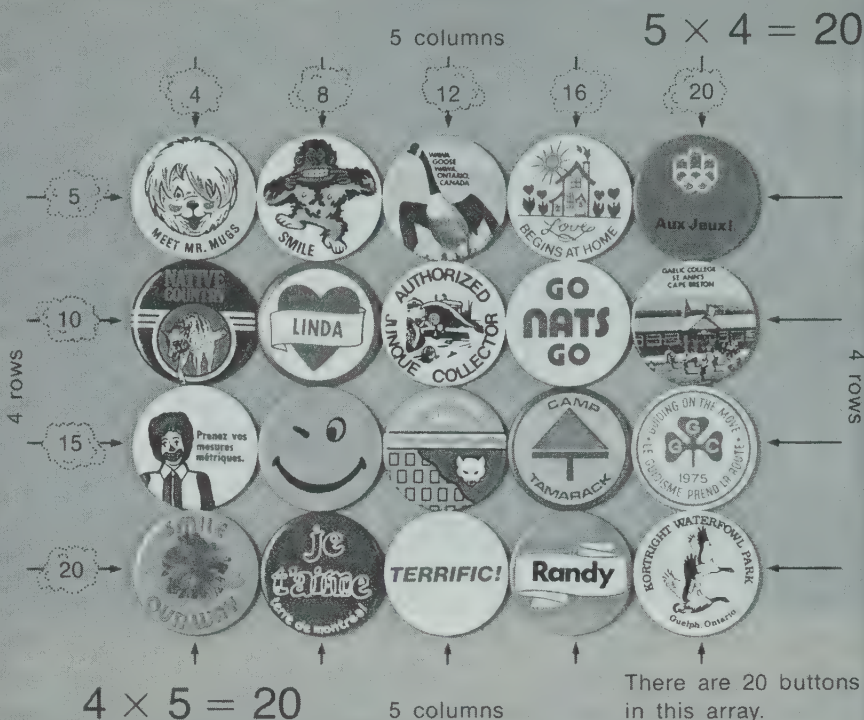 5 columns
5 × 4 = 20
4
8
12
16
20
5
MEET MR. MUGS
SMILE
WAWA
GOOSE
WAWA,
ONTARIO,
CANADA
Love
BEGINS AT HOME
Aux Jeux!
10
NATIVE
COUNTRY
LINDA
AUTHORIZED
JUNQUE COLLECTOR
GO
NATS
GO
GAELIC COLLEGE
ST ANN'S
CAPE BRETON
4 rows
4 rows
15
Prenez vos
mesures
métriques.
CAMP
TAMARACK
GUIDING ON THE MOVE
G
G C
1975
LE GUIDISME PREND LA ROUTE
20
SMILE
OUR WAY
je
t'aime
terre de montréal
TERRIFIC!
Randy
KORTRIGHT WATERFOWL PARK
Guelph, Ontario
4 × 5 = 20
5 columns
There are 20 buttons
in this array.